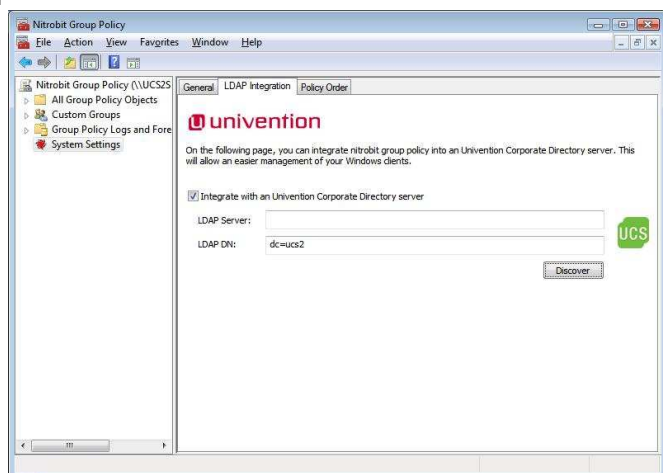 Nitrobit Group Policy
File Action View Favorites Window Help
Nitrobit Group Policy (\\UCS2S
All Group Policy Objects
Custom Groups
Group Policy Logs and Fore
System Settings
General LDAP Integration Policy Order
univention
On the following page, you can integrate nitrobit group policy into an Univention Corporate Directory server. This
will allow an easier management of your Windows clients.
Integrate with an Univention Corporate Directory server
LDAP Server:
UCS
LDAP DN: dc=ucs2
Discover